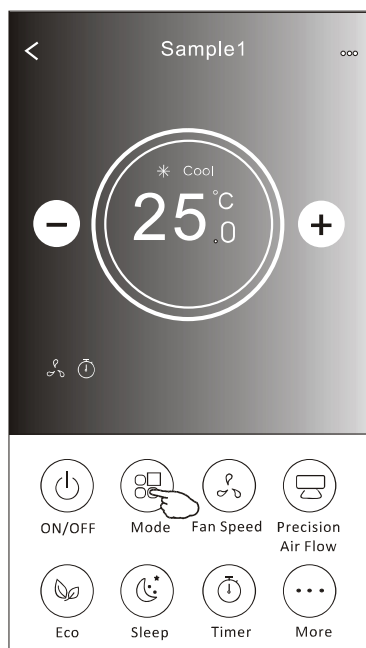 Sample1
Cool
25.0°C
ON/OFF
Mode
Fan Speed
Precision
Air Flow
Eco
Sleep
Timer
More